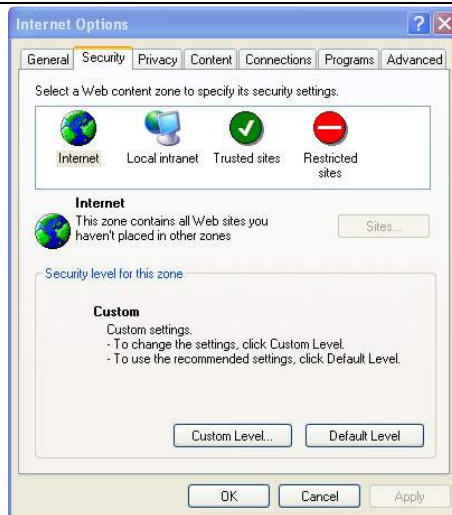 Internet Options
General Security Privacy Content Connections Programs Advanced
Select a Web content zone to specify its security settings.
Internet Local intranet Trusted sites Restricted sites
Internet
This zone contains all Web sites you
haven't placed in other zones
Sites...
Security level for this zone
Custom
Custom settings.
- To change the settings, click Custom Level.
- To use the recommended settings, click Default Level.
Custom Level... Default Level
OK Cancel Apply